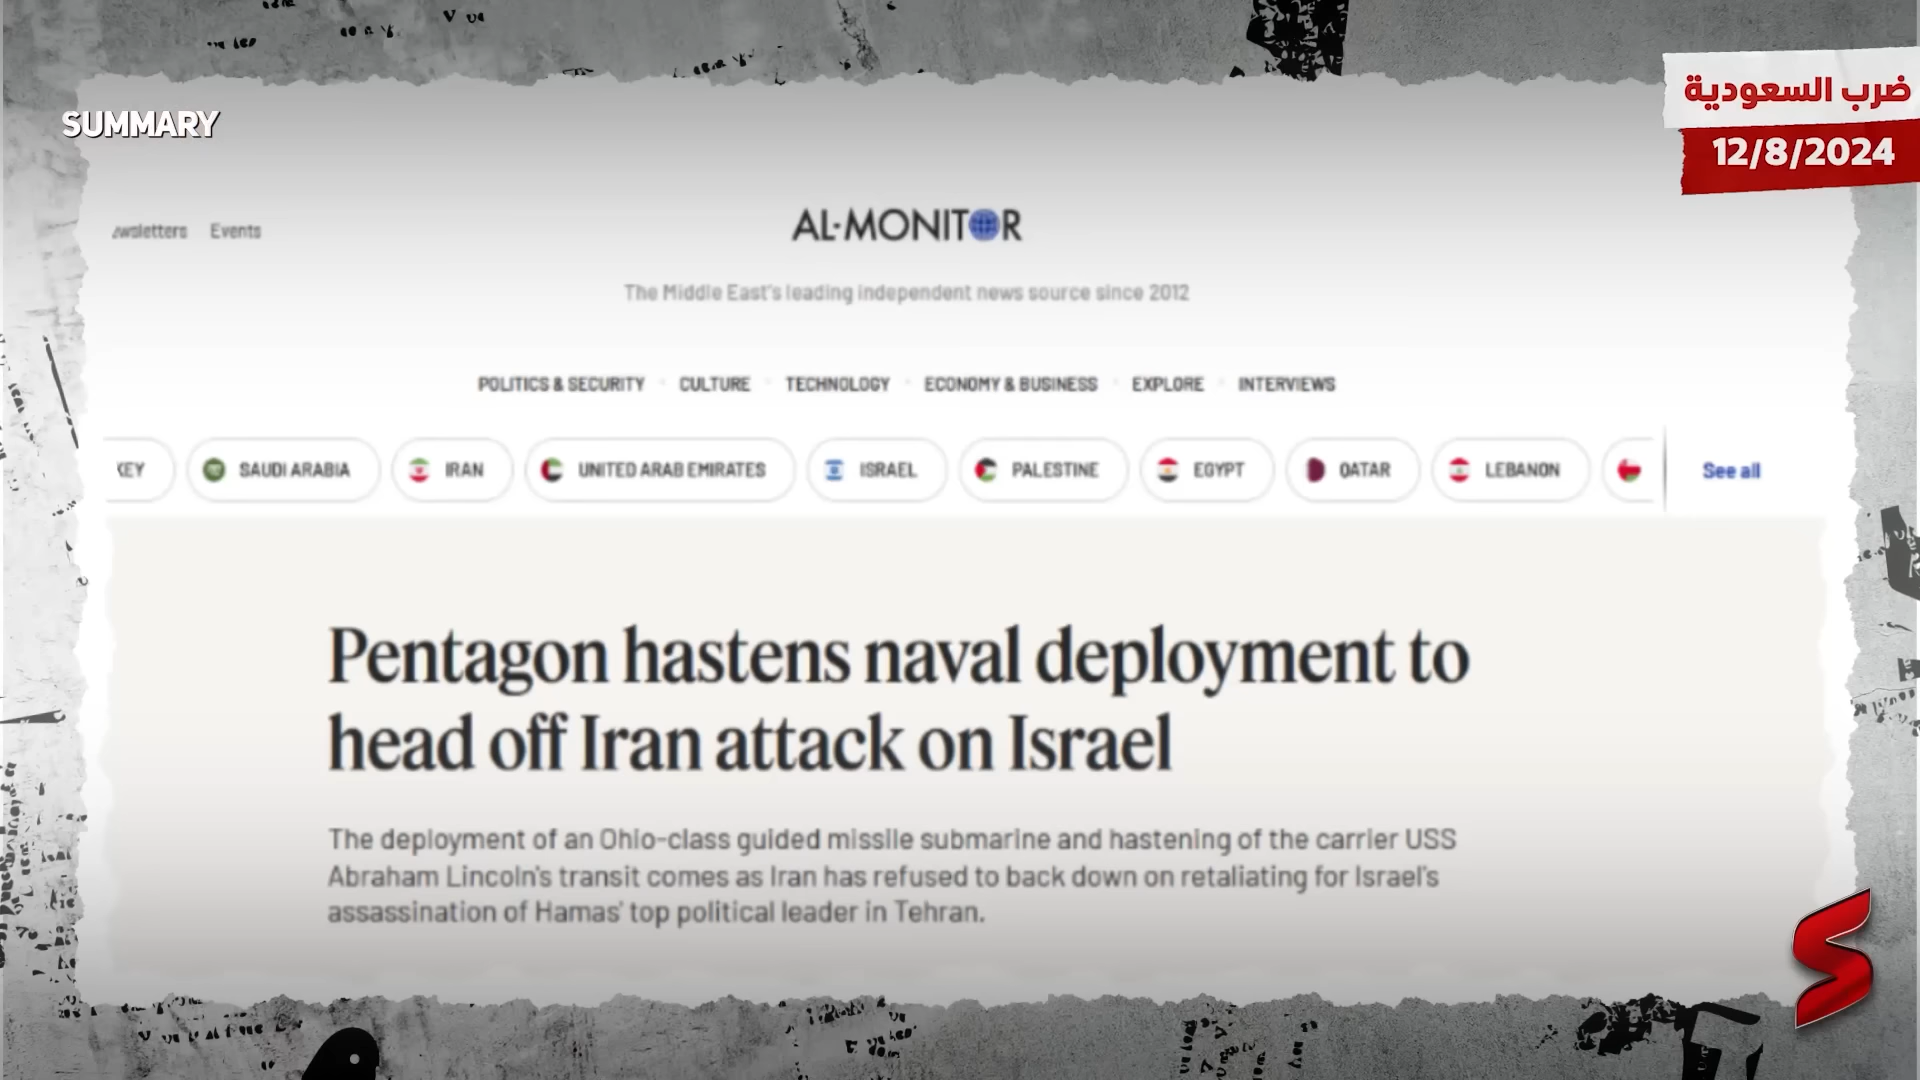 SUMMARY
ضرب السعودية
12/8/2024
Events
AL·MONITOR
The Middle East's leading independent news source since 2012
POLITICS & SECURITY
CULTURE
TECHNOLOGY
ECONOMY & BUSINESS
EXPLORE
INTERVIEWS
KEY
SAUDI ARABIA
IRAN
UNITED ARAB EMIRATES
ISRAEL
PALESTINE
EGYPT
QATAR
LEBANON
See all
Pentagon hastens naval deployment to
head off Iran attack on Israel
The deployment of an Ohio-class guided missile submarine and hastening of the carrier USS
Abraham Lincoln's transit comes as Iran has refused to back down on retaliating for Israel's
assassination of Hamas' top political leader in Tehran.